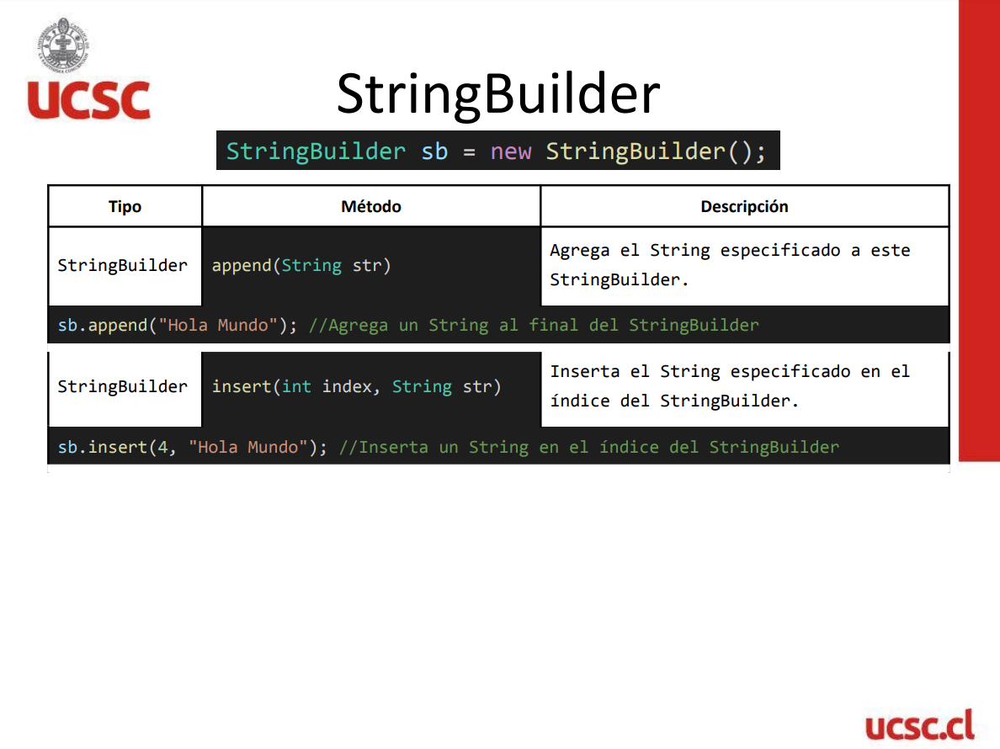 UCSC
StringBuilder
StringBuilder sb = new StringBuilder();
Tipo Método Descripción
StringBuilder append(String str) Agrega el String especificado a este
StringBuilder.
sb.append("Hola Mundo"); //Agrega un String al final del StringBuilder
StringBuilder insert(int index, String str) Inserta el String especificado en el
índice del StringBuilder.
sb.insert(4, "Hola Mundo"); //Inserta un String en el índice del StringBuilder
ucsc.cl